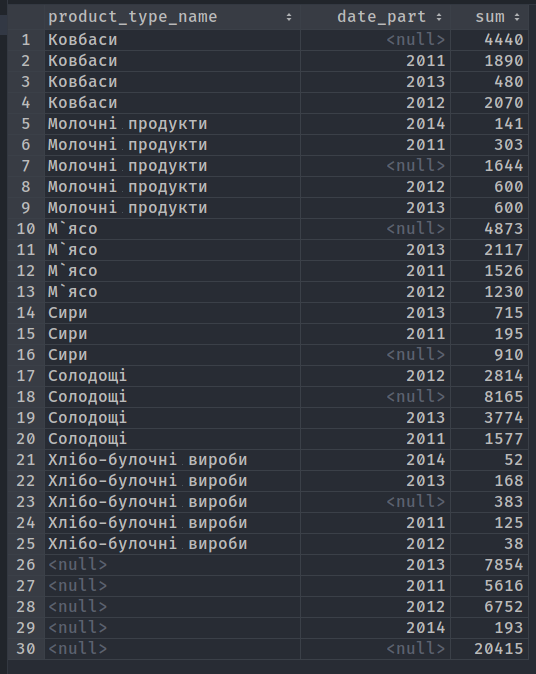 product_type_name date_part sum
1 Ковбаси <null> 4440
2 Ковбаси 2011 1890
3 Ковбаси 2013 480
4 Ковбаси 2012 2070
5 Молочні продукти 2014 141
6 Молочні продукти 2011 303
7 Молочні продукти <null> 1644
8 Молочні продукти 2012 600
9 Молочні продукти 2013 600
10 М`ясо <null> 4873
11 М`ясо 2013 2117
12 М`ясо 2011 1526
13 М`ясо 2012 1230
14 Сири 2013 715
15 Сири 2011 195
16 Сири <null> 910
17 Солодощі 2012 2814
18 Солодощі <null> 8165
19 Солодощі 2013 3774
20 Солодощі 2011 1577
21 Хлібо-булочні вироби 2014 52
22 Хлібо-булочні вироби 2013 168
23 Хлібо-булочні вироби <null> 383
24 Хлібо-булочні вироби 2011 125
25 Хлібо-булочні вироби 2012 38
26 <null> 2013 7854
27 <null> 2011 5616
28 <null> 2012 6752
29 <null> 2014 193
30 <null> <null> 20415